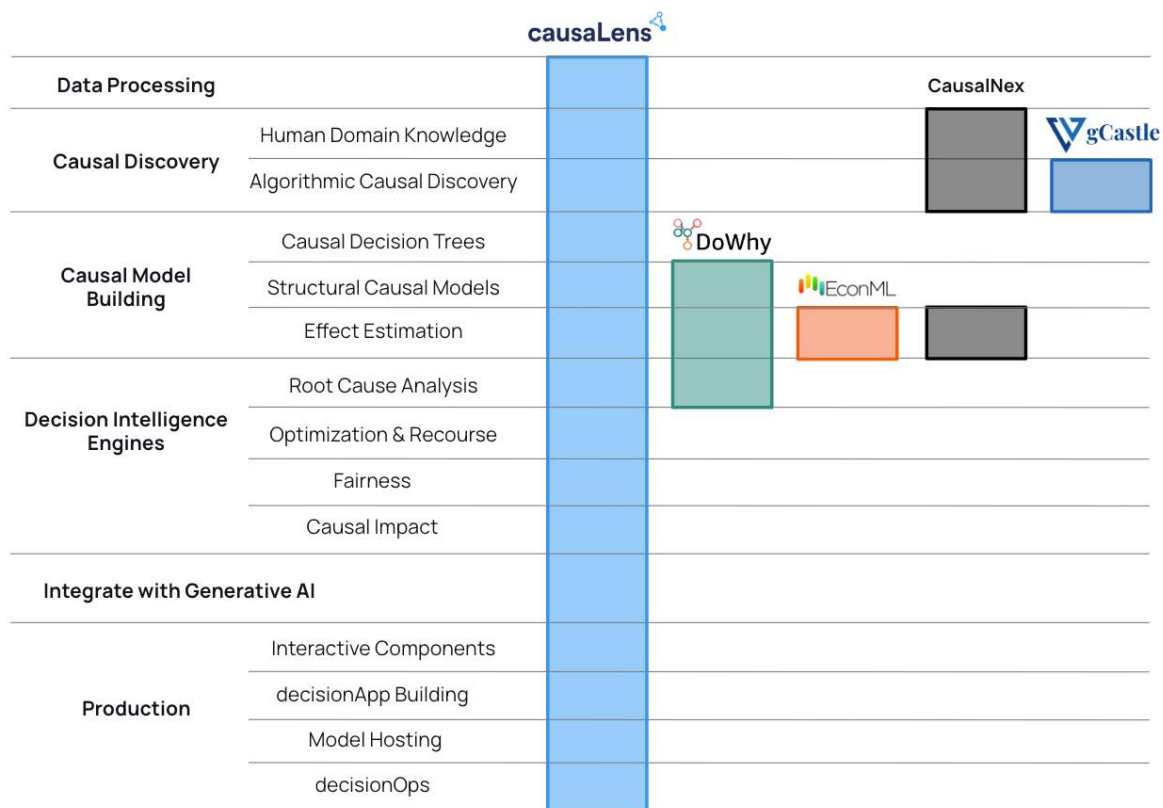 causaLens
Data Processing
CausalNex
Causal Discovery
Human Domain Knowledge
gCastle
Algorithmic Causal Discovery
Causal Model
Building
Causal Decision Trees
DoWhy
Structural Causal Models
EconML
Effect Estimation
Decision Intelligence
Engines
Root Cause Analysis
Optimization & Recourse
Fairness
Causal Impact
Integrate with Generative AI
Production
Interactive Components
decisionApp Building
Model Hosting
decisionOps